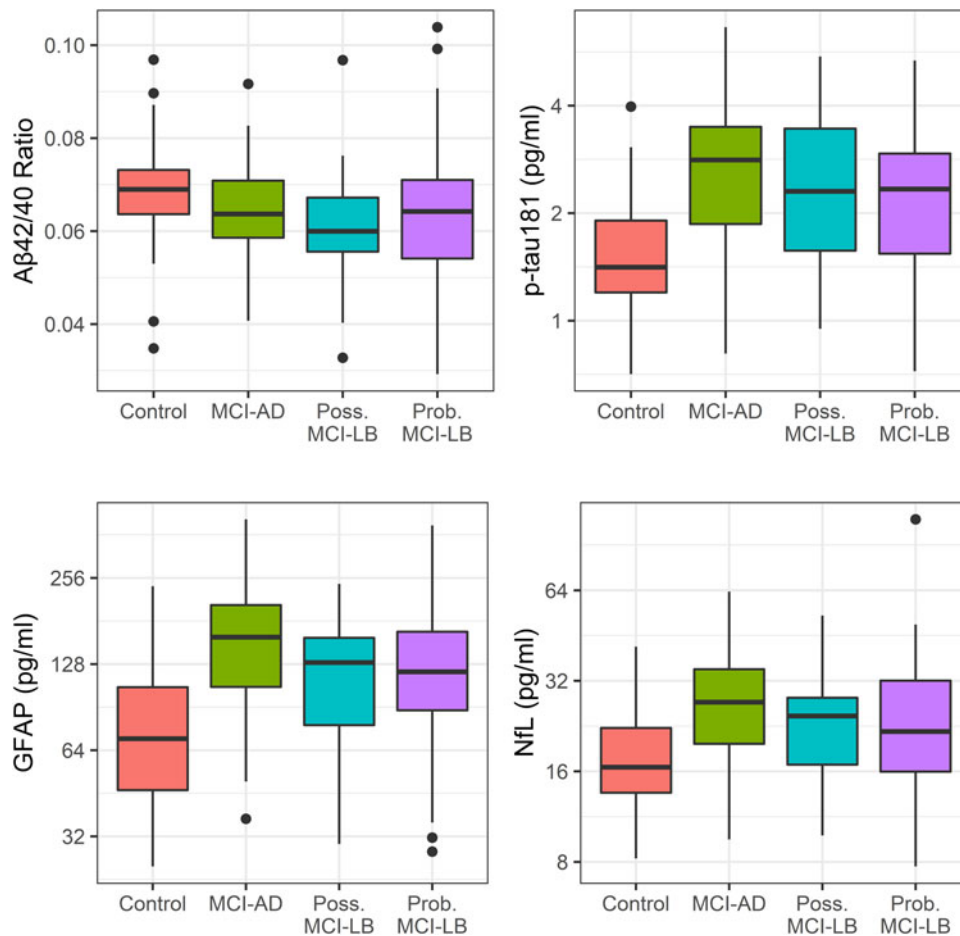 Aβ42/40 Ratio
0.10
0.08
0.06
0.04
Control
MCI-AD
Poss.
MCI-LB
Prob.
MCI-LB
p-tau181 (pg/ml)
4
2
1
Control
MCI-AD
Poss.
MCI-LB
Prob.
MCI-LB
GFAP (pg/ml)
256
128
64
32
Control
MCI-AD
Poss.
MCI-LB
Prob.
MCI-LB
NfL (pg/ml)
64
32
16
8
Control
MCI-AD
Poss.
MCI-LB
Prob.
MCI-LB